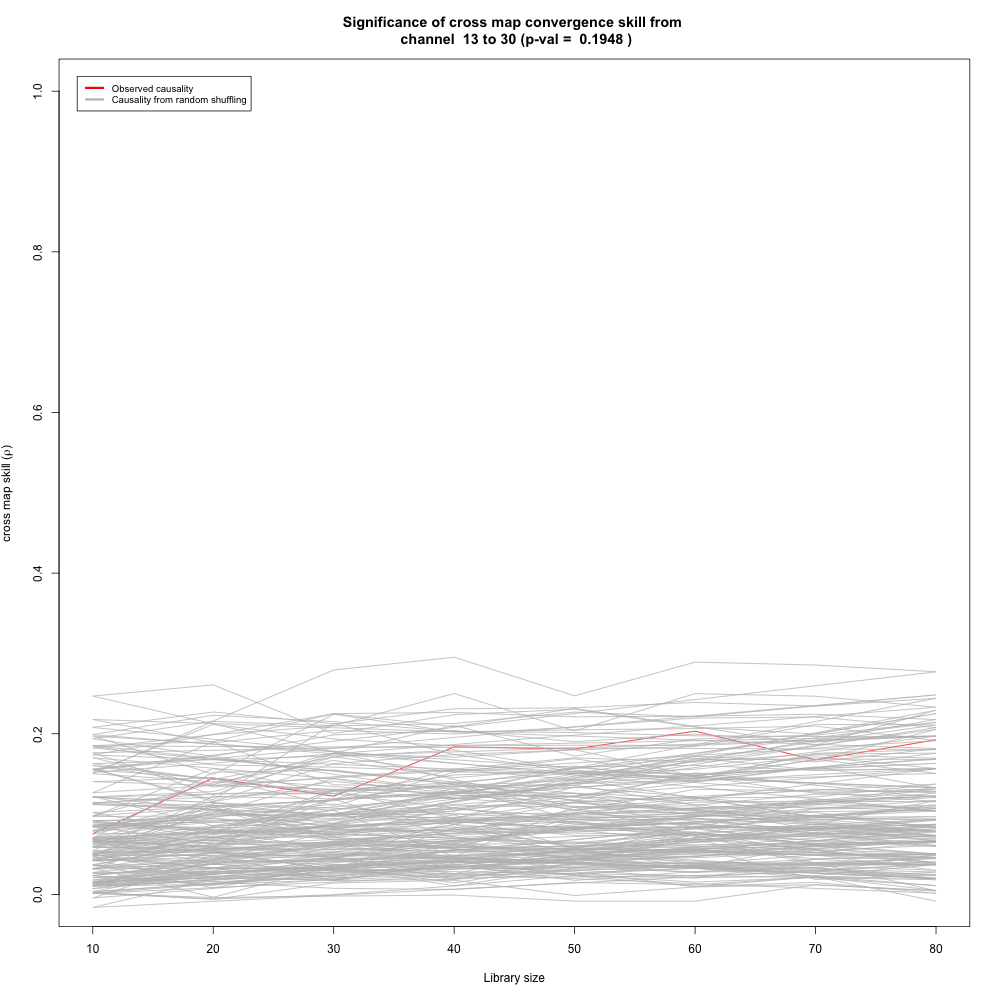 Significance of cross map convergence skill from
channel  13 to 30 (p-val =  0.1948 )
Observed causality
Causality from random shuffling
1.0
0.8
0.6
0.4
0.2
0.0
cross map skill (ρ)
10 20 30 40 50 60 70 80
Library size